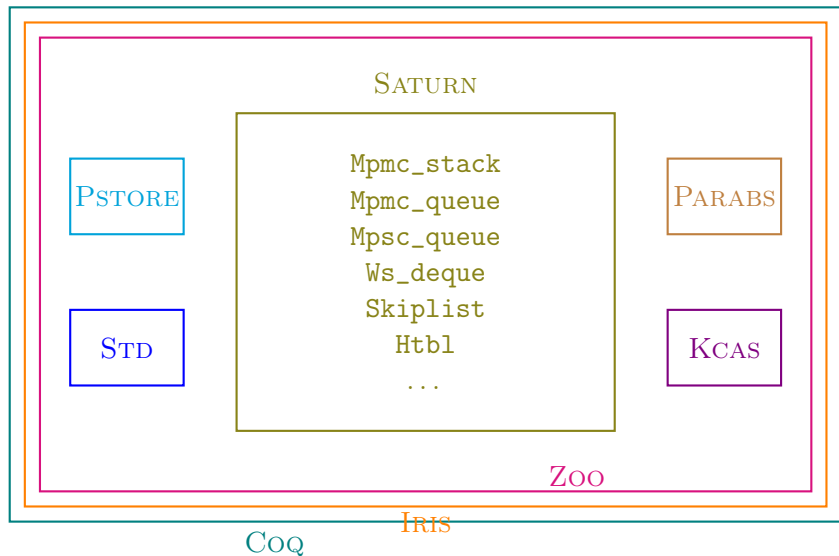 SATURN
Mpmc_stack
Mpmc_queue
Mpsc_queue
Ws_deque
Skiplist
Htbl
...
PSTORE
PARABS
STD
KCAS
ZOO
IRIS
COQ